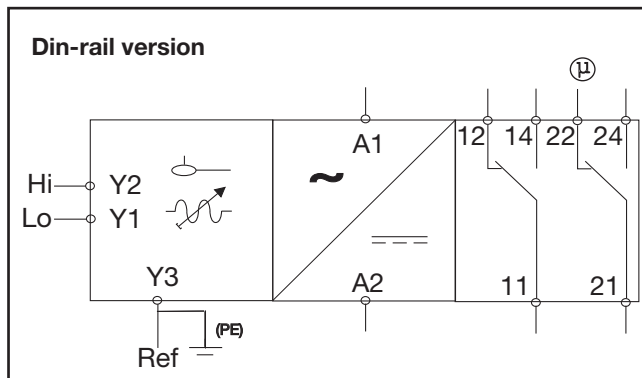 Din-rail version
μ
12 14 22 24
A1
Hi Y2
~
Lo Y1
Y3
A2
11 21
(PE)
Ref